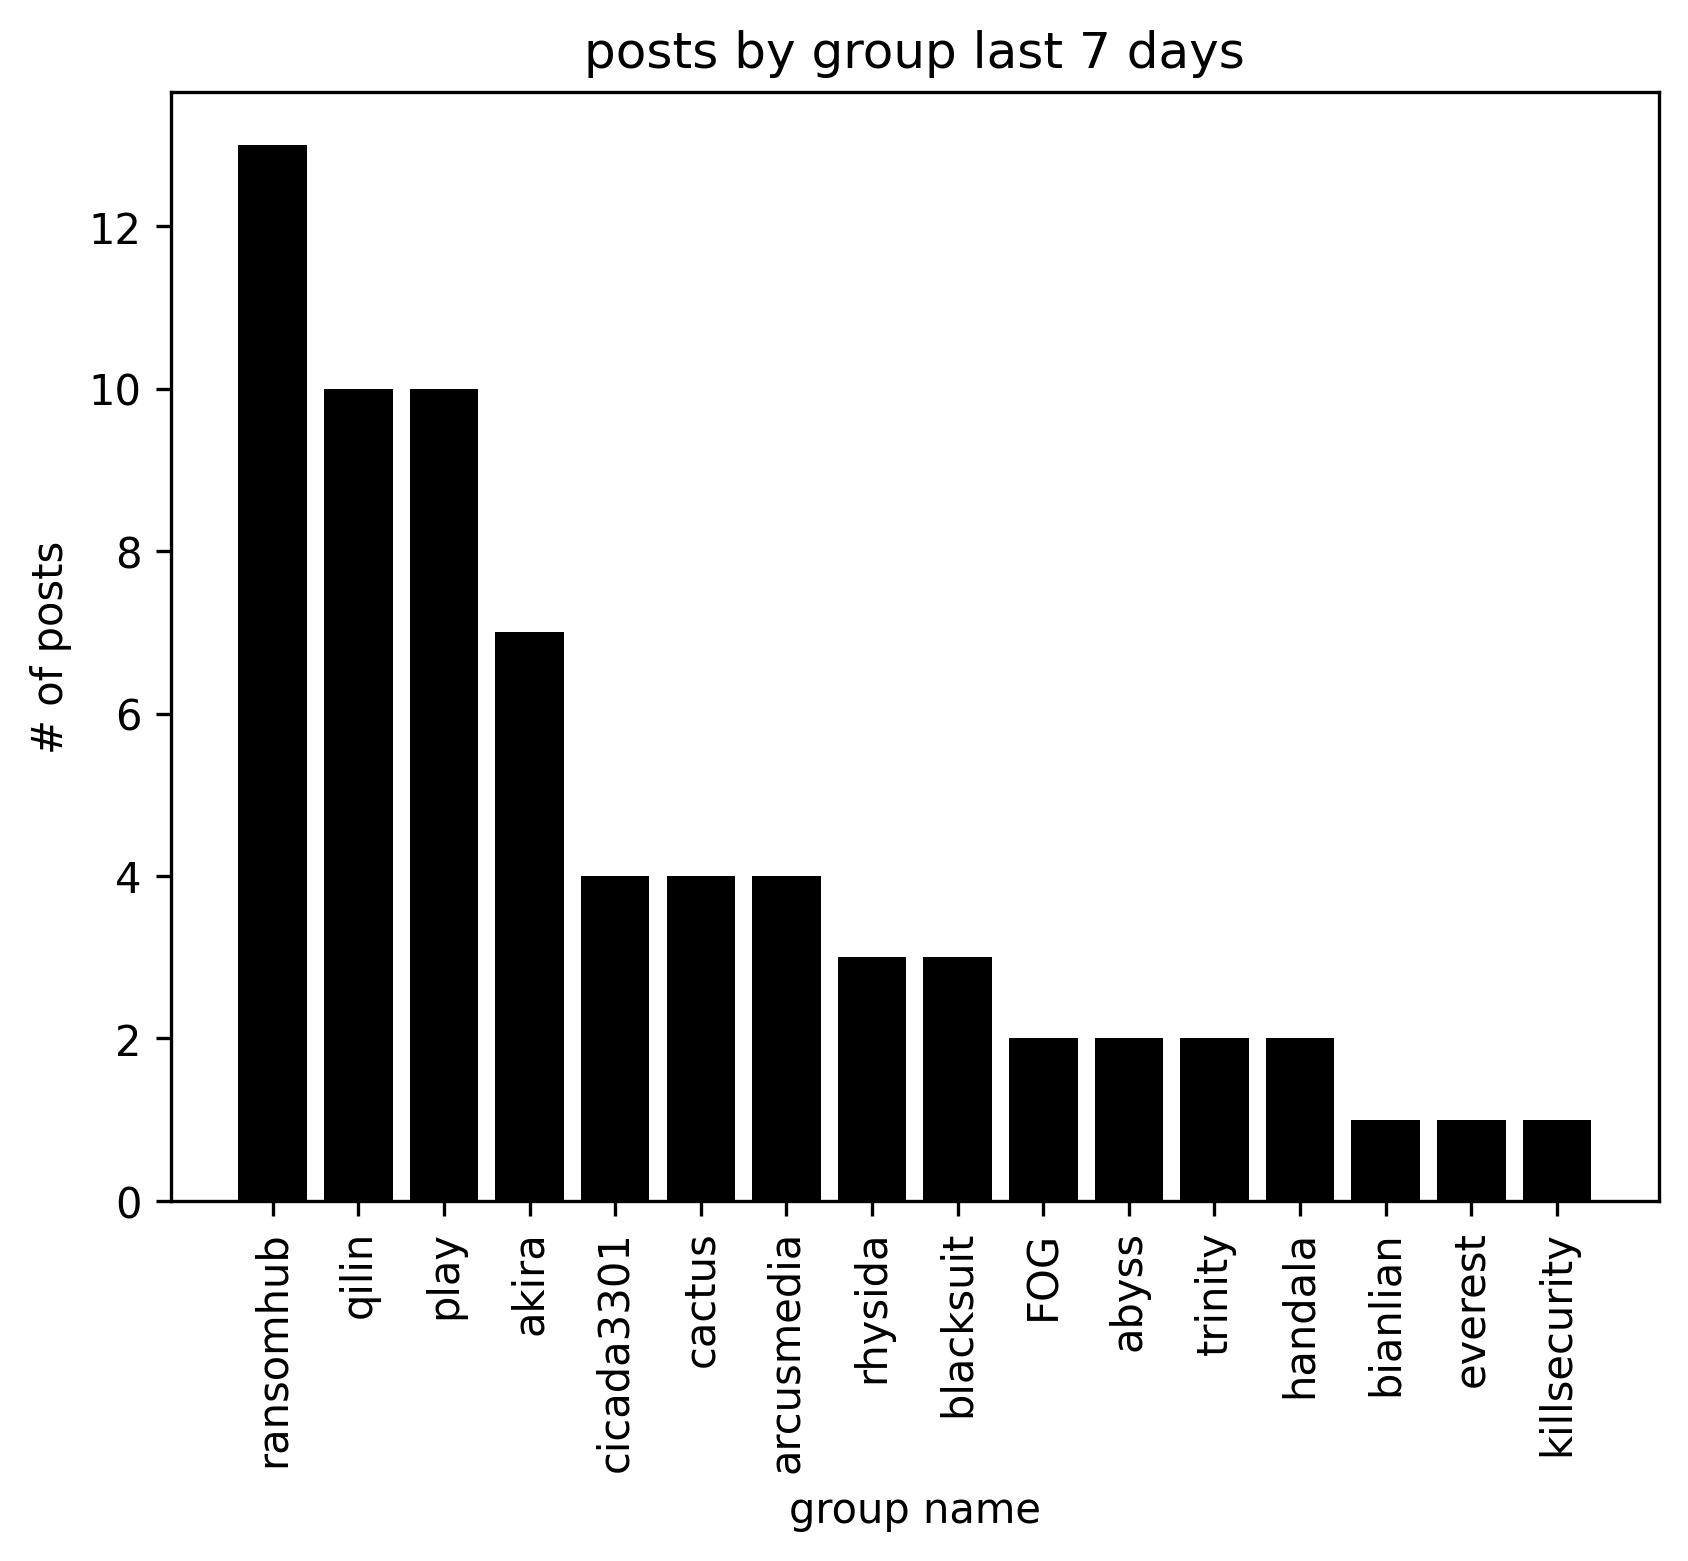 posts by group last 7 days
# of posts
12
10
8
6
4
2
0
ransomhub
qilin
play
akira
cicada3301
cactus
arcusmedia
rhysida
blacksuit
FOG
abyss
trinity
handala
bianlian
everest
killsecurity
group name